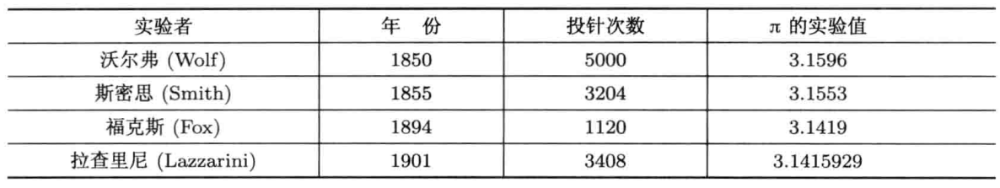 实验者 年 份 投针次数 π 的实验值
沃尔弗 (Wolf) 1850 5000 3.1596
斯密思 (Smith) 1855 3204 3.1553
福克斯 (Fox) 1894 1120 3.1419
拉查里尼 (Lazzarini) 1901 3408 3.1415929